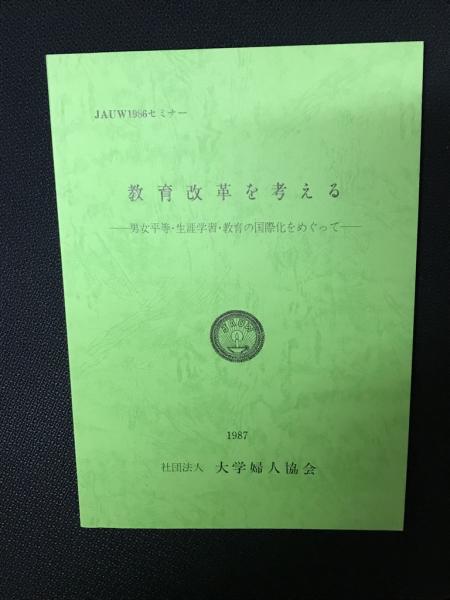 JAUW1986セミナー
教育改革を考える
――男女平等・生涯学習・教育の国際化をめぐって――
JAUW
1987
社団法人 大学婦人協会